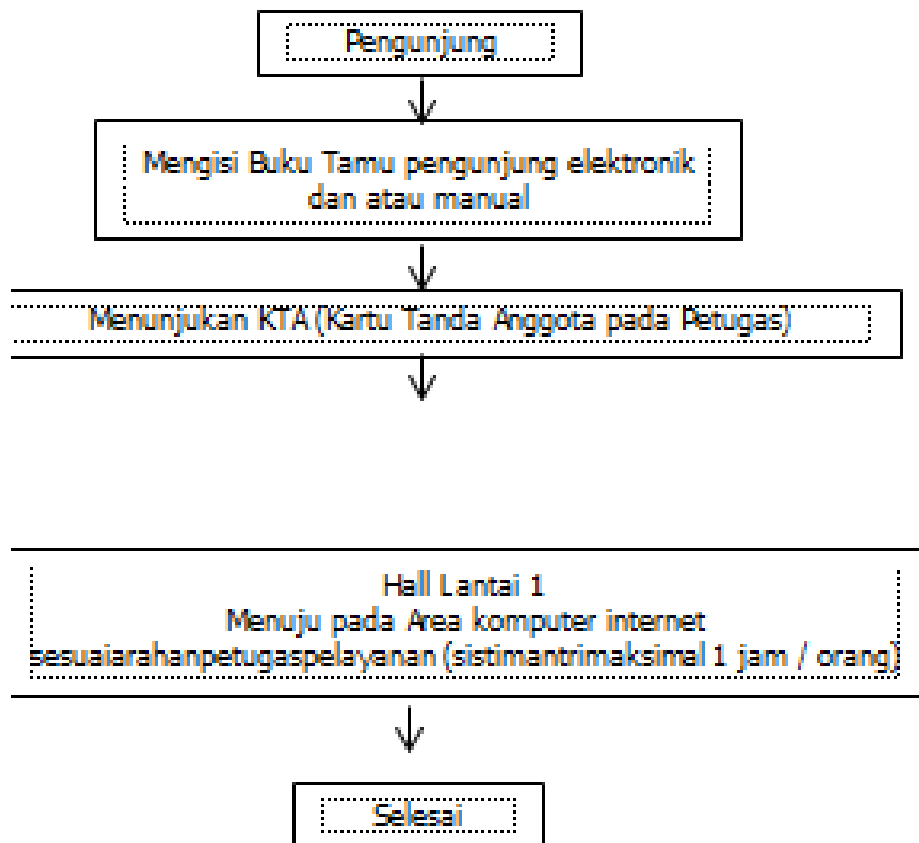 Pengunjung
Mengisi Buku Tamu pengunjung elektronik
dan atau manual
Menunjukan KTA (Kartu Tanda Anggota pada Petugas)
Hall Lantai 1
Menuju pada Area komputer internet
sesuaiarahanpetugaspelayanan (sistimantrimaksimal 1 jam / orang)
Selesai